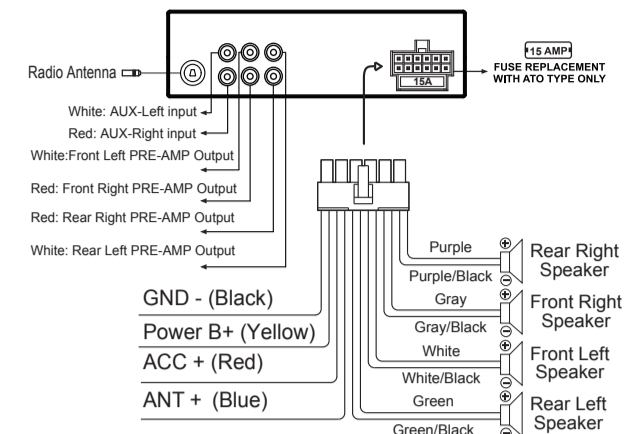 15 AMP
FUSE REPLACEMENT
WITH ATO TYPE ONLY
Radio Antenna
15A
White: AUX-Left input
Red: AUX-Right input
White:Front Left PRE-AMP Output
Red: Front Right PRE-AMP Output
Red: Rear Right PRE-AMP Output
White: Rear Left PRE-AMP Output
GND - (Black)
Power B+ (Yellow)
ACC + (Red)
ANT + (Blue)
Purple
Purple/Black
Rear Right
Speaker
Gray
Gray/Black
Front Right
Speaker
White
White/Black
Front Left
Speaker
Green
Green/Black
Rear Left
Speaker